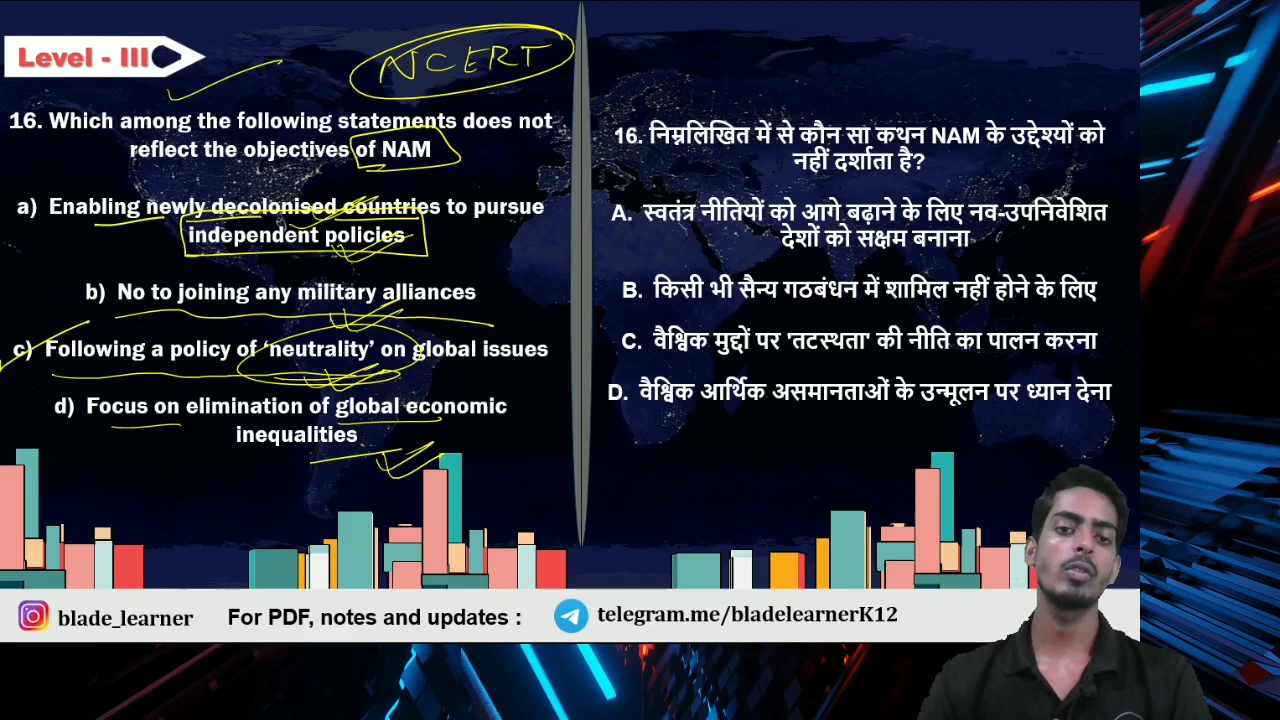 Level - III
NCERT
16. Which among the following statements does not
reflect the objectives of NAM
a) Enabling newly decolonised countries to pursue
independent policies
b) No to joining any military alliances
c) Following a policy of ‘neutrality’ on global issues
d) Focus on elimination of global economic
inequalities
16. निम्नलिखित में से कौन सा कथन NAM के उद्देश्यों को
नहीं दर्शाता है?
A. स्वतंत्र नीतियों को आगे बढ़ाने के लिए नव-उपनिवेशित
देशों को सक्षम बनाना
B. किसी भी सैन्य गठबंधन में शामिल नहीं होने के लिए
C. वैश्विक मुद्दों पर 'तटस्थता' की नीति का पालन करना
D. वैश्विक आर्थिक असमानताओं के उन्मूलन पर ध्यान देना
blade_learner For PDF, notes and updates : telegram.me/bladelearnerK12